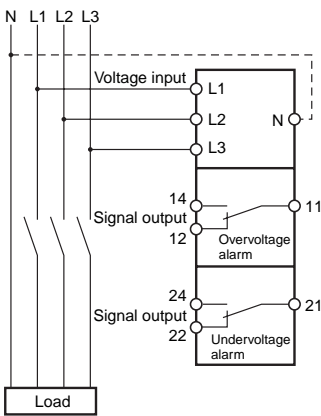 N L1 L2 L3
Voltage input
L1
L2
N
L3
14
11
Signal output
12
Overvoltage
alarm
24
21
Signal output
22
Undervoltage
alarm
Load